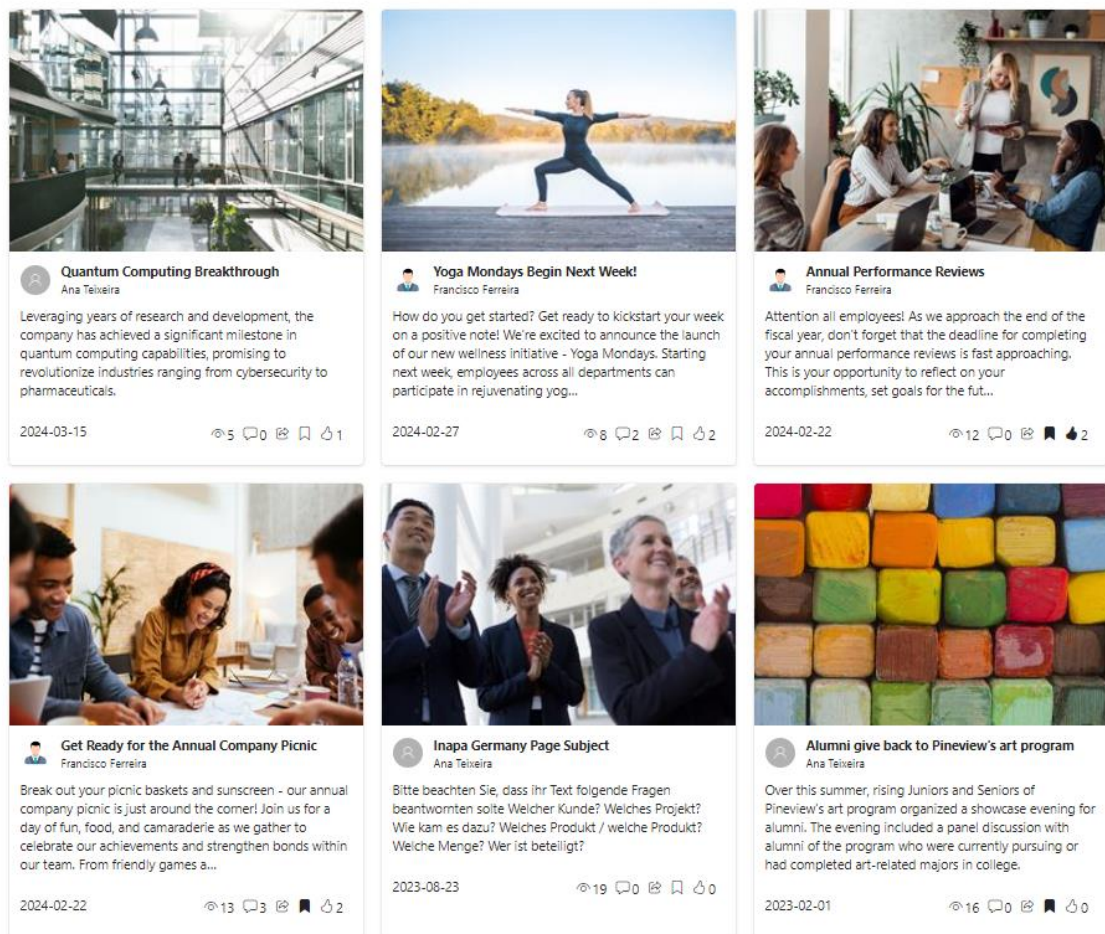 Quantum Computing Breakthrough
Ana Teixeira
Leveraging years of research and development, the
company has achieved a significant milestone in
quantum computing capabilities, promising to
revolutionize industries ranging from cybersecurity to
pharmaceuticals.
2024-03-15
5 0 1
Yoga Mondays Begin Next Week!
Francisco Ferreira
How do you get started? Get ready to kickstart your week
on a positive note! We're excited to announce the launch
of our new wellness initiative - Yoga Mondays. Starting
next week, employees across all departments can
participate in rejuvenating yog...
2024-02-27
8 2 2
Annual Performance Reviews
Francisco Ferreira
Attention all employees! As we approach the end of the
fiscal year, don't forget that the deadline for completing
your annual performance reviews is fast approaching.
This is your opportunity to reflect on your
accomplishments, set goals for the fut...
2024-02-22
12 0 2
Get Ready for the Annual Company Picnic
Francisco Ferreira
Break out your picnic baskets and sunscreen - our annual
company picnic is just around the corner! Join us for a
day of fun, food, and camaraderie as we gather to
celebrate our achievements and strengthen bonds within
our team. From friendly games a...
2024-02-22
13 3 2
Inapa Germany Page Subject
Ana Teixeira
Bitte beachten Sie, dass ihr Text folgende Fragen
beantwornten solte Welcher Kunde? Welches Projekt?
Wie kam es dazu? Welches Produkt / welche Produkt?
Welche Menge? Wer ist beteiligt?
2023-08-23
19 0 0
Alumni give back to Pineview's art program
Ana Teixeira
Over this summer, rising Juniors and Seniors of
Pineview's art program organized a showcase evening for
alumni. The evening included a panel discussion with
alumni of the program who were currently pursuing or
had completed art-related majors in college.
2023-02-01
16 0 0